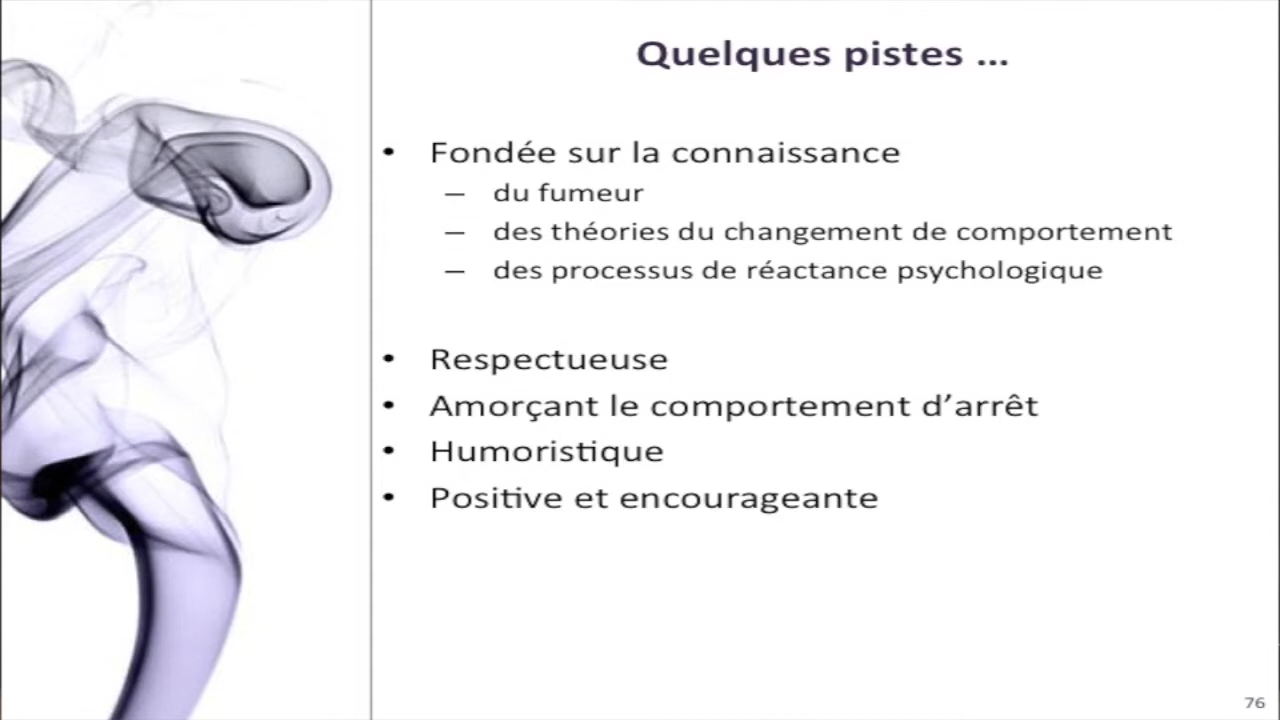 Quelques pistes ...
• Fondée sur la connaissance
– du fumeur
– des théories du changement de comportement
– des processus de réactance psychologique
• Respectueuse
• Amorçant le comportement d’arrêt
• Humoristique
• Positive et encourageante
76